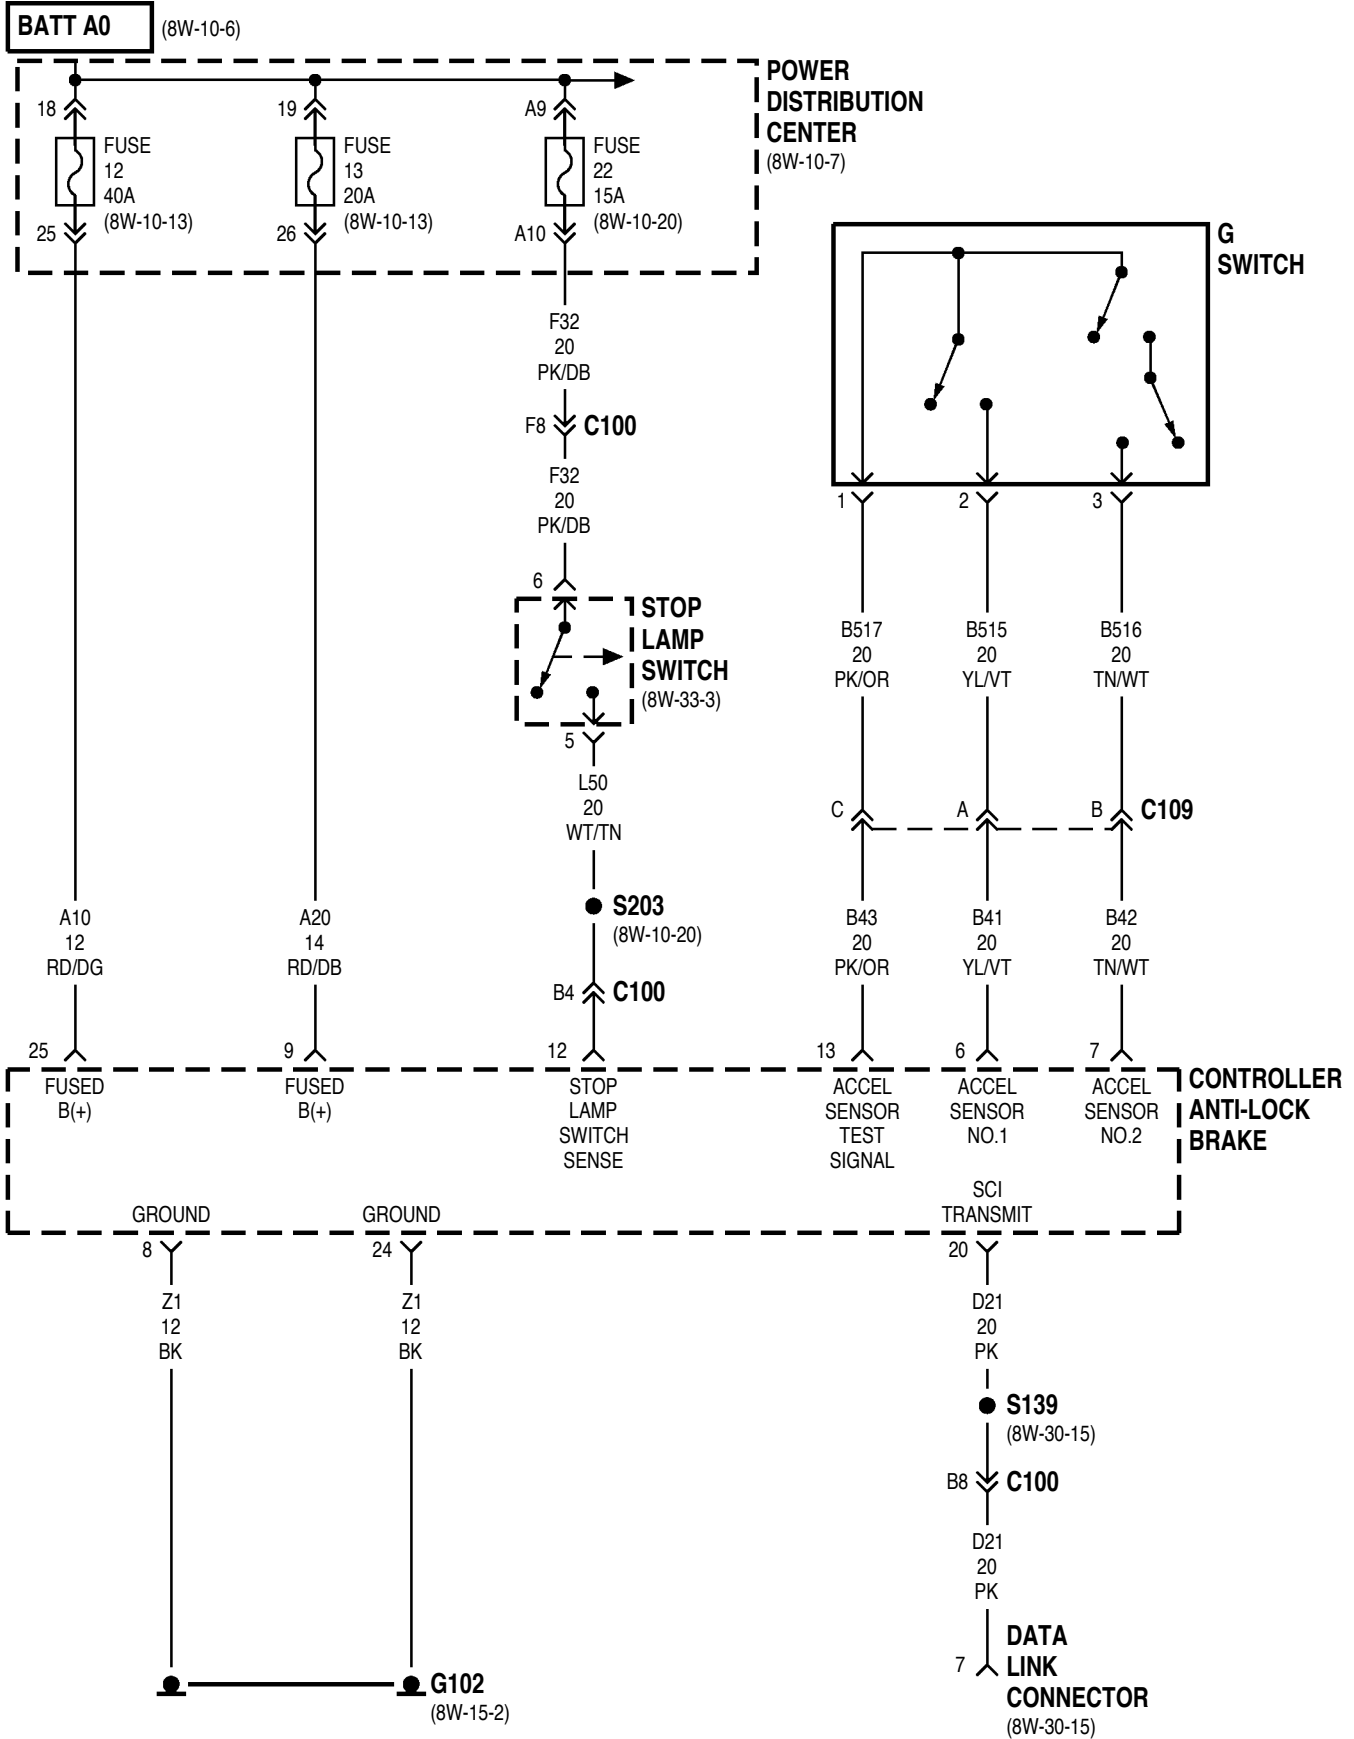 BATT A0 (8W-10-6)
POWER
DISTRIBUTION
CENTER
(8W-10-7)
18
FUSE
12
40A
(8W-10-13)
25
19
FUSE
13
20A
(8W-10-13)
26
A9
FUSE
22
15A
(8W-10-20)
A10
F32
20
PK/DB
F8 C100
F32
20
PK/DB
6
STOP
LAMP
SWITCH
(8W-33-3)
5
L50
20
WT/TN
S203
(8W-10-20)
B4 C100
G
SWITCH
1 2 3
B517
20
PK/OR
B515
20
YL/VT
B516
20
TN/WT
C A B C109
A10
12
RD/DG
A20
14
RD/DB
B43
20
PK/OR
B41
20
YL/VT
B42
20
TN/WT
25 9 12 13 6 7
FUSED
B(+)
FUSED
B(+)
STOP
LAMP
SWITCH
SENSE
ACCEL
SENSOR
TEST
SIGNAL
ACCEL
SENSOR
NO.1
ACCEL
SENSOR
NO.2
CONTROLLER
ANTI-LOCK
BRAKE
GROUND
GROUND
SCI
TRANSMIT
8 24 20
Z1
12
BK
Z1
12
BK
D21
20
PK
S139
(8W-30-15)
B8 C100
D21
20
PK
7
DATA
LINK
CONNECTOR
(8W-30-15)
G102
(8W-15-2)